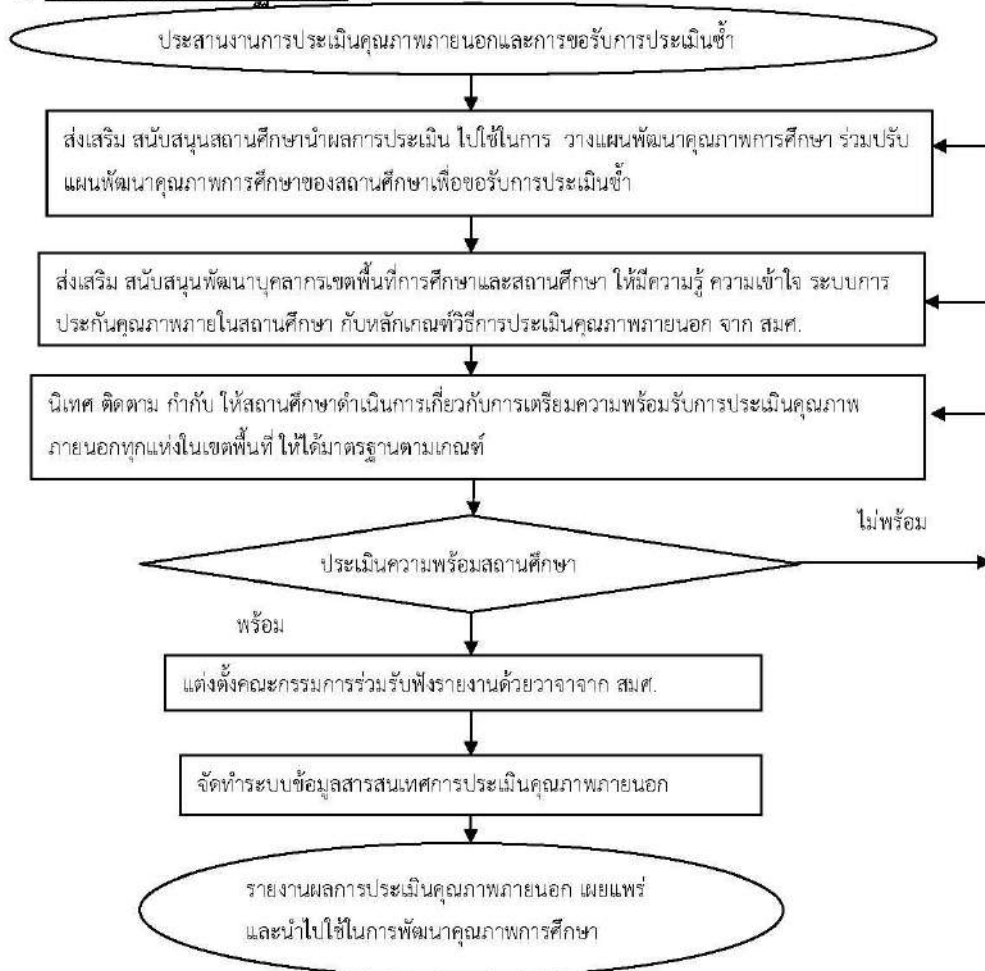 ประสานงานการประเมินคุณภาพภายนอกและการขอรับการประเมินซ้ำ
ส่งเสริม สนับสนุนสถานศึกษานำผลการประเมิน ไปใช้ในการ วางแผนพัฒนาคุณภาพการศึกษา ร่วมปรับ
แผนพัฒนาคุณภาพการศึกษาของสถานศึกษาเพื่อขอรับการประเมินซ้ำ
ส่งเสริม สนับสนุนพัฒนาบุคลากรเขตพื้นที่การศึกษาและสถานศึกษา ให้มีความรู้ ความเข้าใจ ระบบการ
ประกันคุณภาพภายในสถานศึกษา กับหลักเกณฑ์วิธีการประเมินคุณภาพภายนอก จาก สมศ.
นิเทศ ติดตาม กำกับ ให้สถานศึกษาดำเนินการเกี่ยวกับการเตรียมความพร้อมรับการประเมินคุณภาพ
ภายนอกทุกแห่งในเขตพื้นที่ ให้ได้มาตรฐานตามเกณฑ์
ไม่พร้อม
ประเมินความพร้อมสถานศึกษา
พร้อม
แต่งตั้งคณะกรรมการร่วมรับฟังรายงานด้วยวาจาจาก สมศ.
จัดทำระบบข้อมูลสารสนเทศการประเมินคุณภาพภายนอก
รายงานผลการประเมินคุณภาพภายนอก เผยแพร่
และนำไปใช้ในการพัฒนาคุณภาพการศึกษา